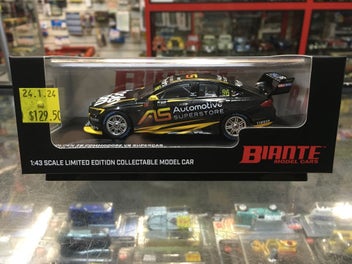 24.1.24
$129.50
AS Automotive
SUPERSTORE
1:43 SCALE LIMITED EDITION COLLECTABLE MODEL CAR
BIANTE
MODEL CARS